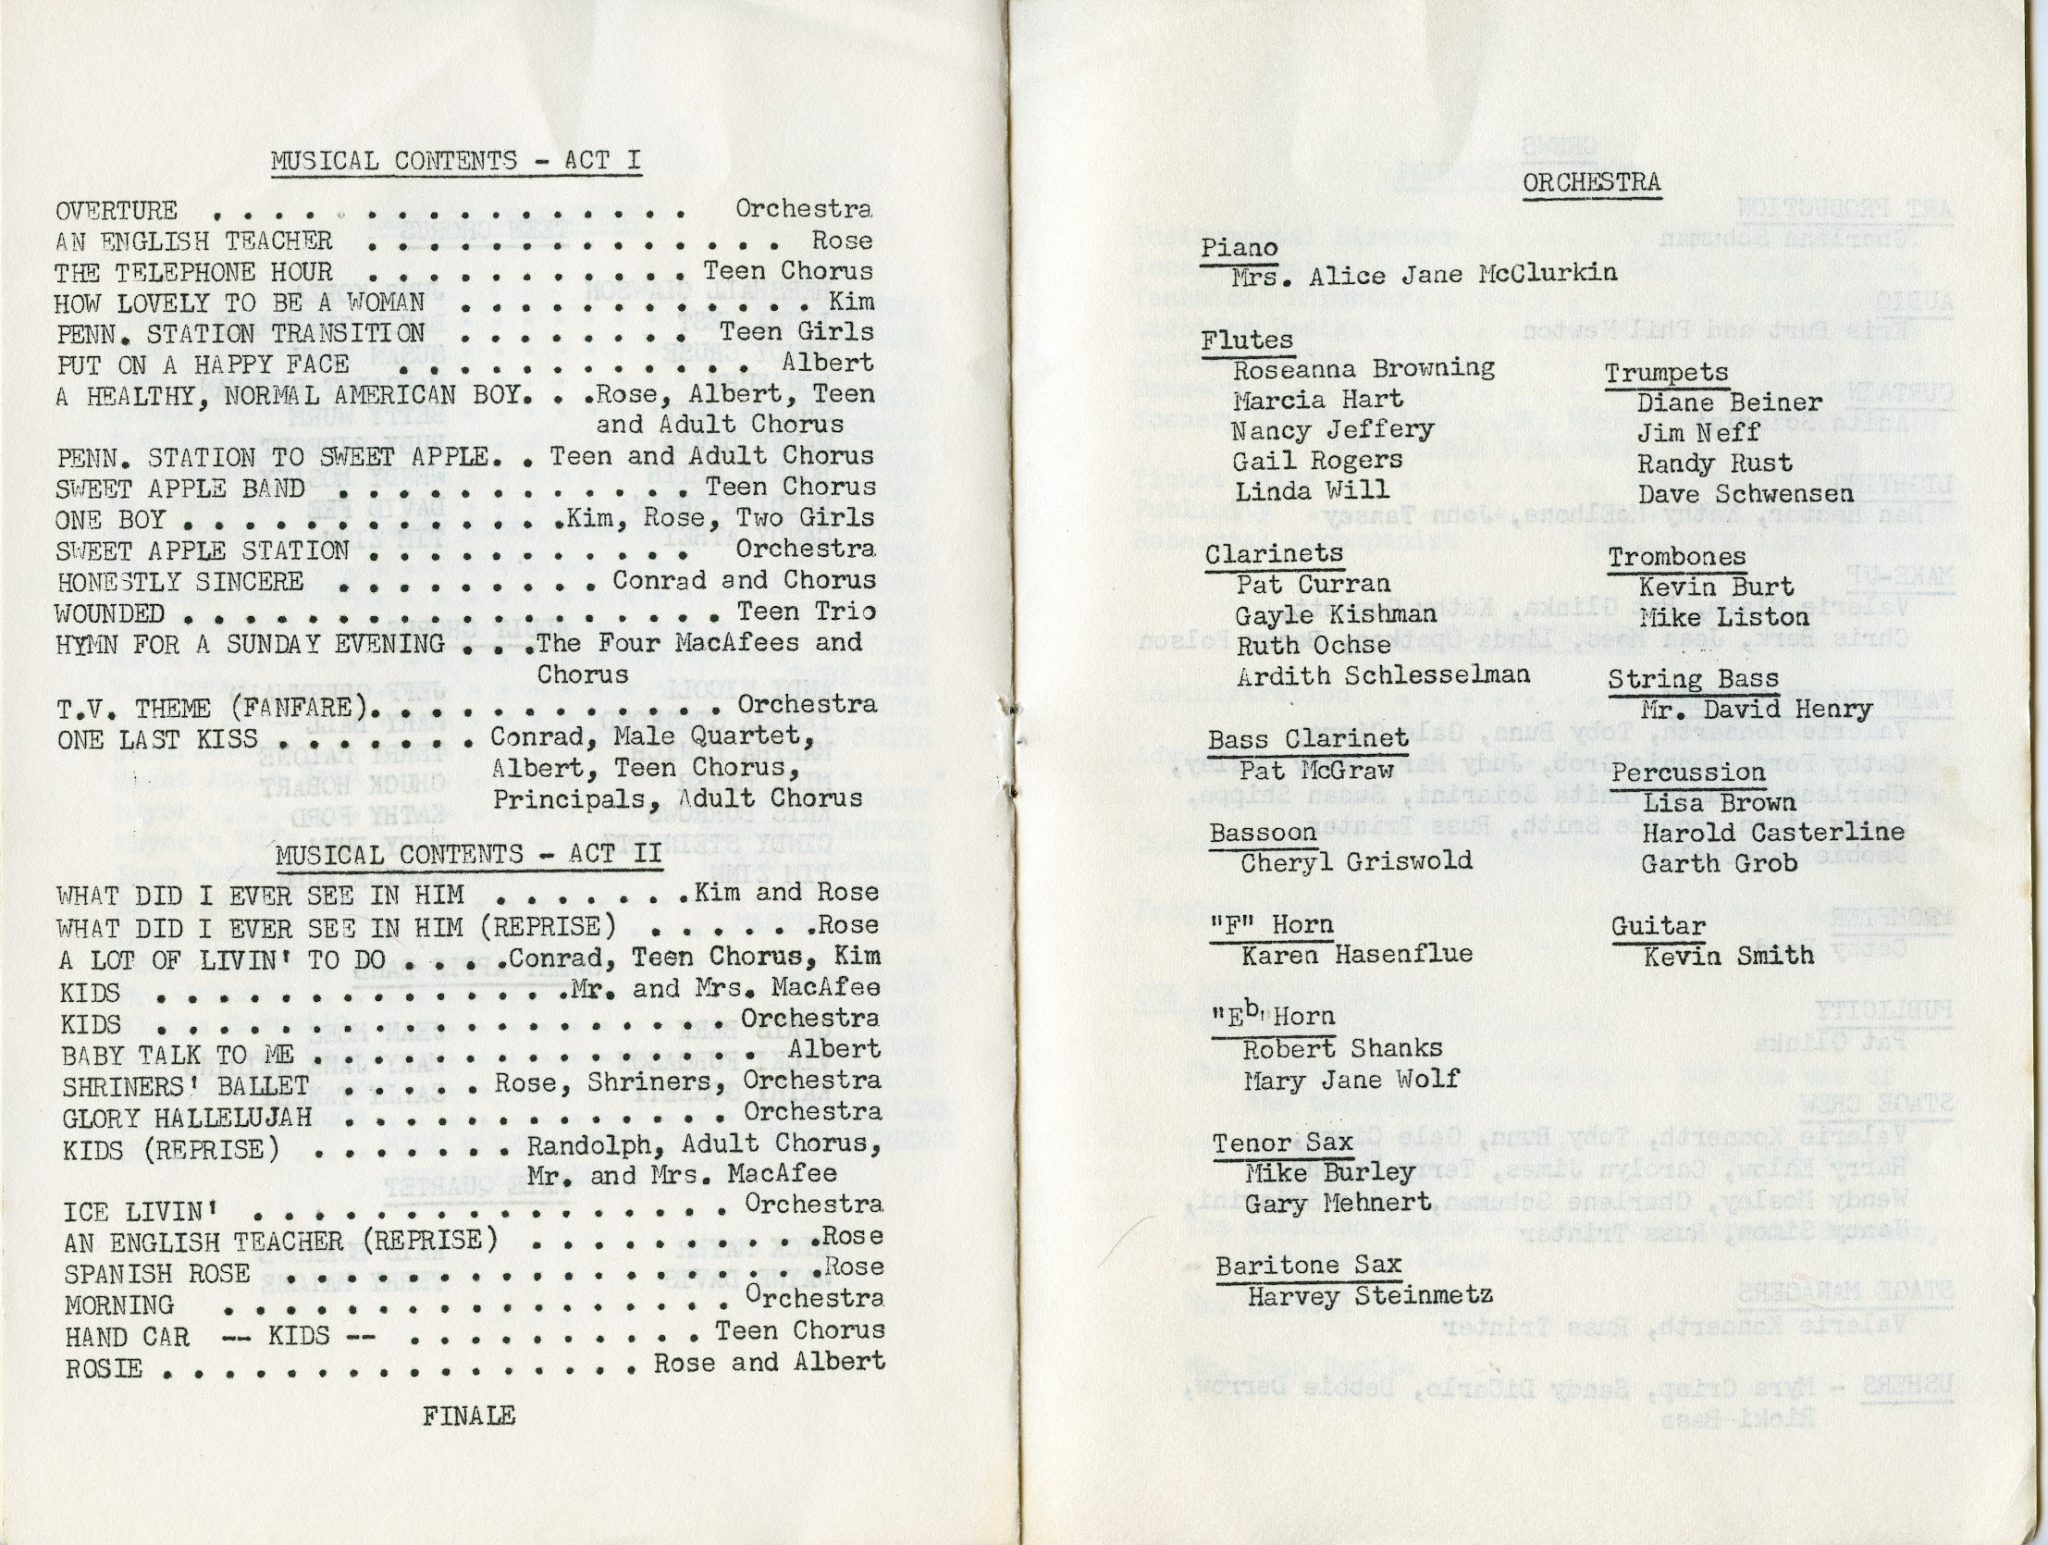 MUSICAL CONTENTS - ACT I
OVERTURE . . . . . . . . . . . . . . . . Orchestra
AN ENGLISH TEACHER . . . . . . . . . . . . . . Rose
THE TELEPHONE HOUR . . . . . . . . . . . Teen Chorus
HOW LOVELY TO BE A WOMAN . . . . . . . . . . . . Kim
PENN. STATION TRANSITION . . . . . . . . Teen Girls
PUT ON A HAPPY FACE . . . . . . . . . . . . Albert
A HEALTHY, NORMAL AMERICAN BOY. . .Rose, Albert, Teen
and Adult Chorus
PENN. STATION TO SWEET APPLE. . Teen and Adult Chorus
SWEET APPLE BAND . . . . . . . . . . . . Teen Chorus
ONE BOY . . . . . . . . . . . . .Kim, Rose, Two Girls
SWEET APPLE STATION . . . . . . . . . . . Orchestra
HONESTLY SINCERE . . . . . . . . . Conrad and Chorus
WOUNDED . . . . . . . . . . . . . . . . . . Teen Trio
HYMN FOR A SUNDAY EVENING . . .The Four MacAfees and
Chorus
T.V. THEME (FANFARE). . . . . . . . . . . . Orchestra
ONE LAST KISS . . . . . . . Conrad, Male Quartet,
Albert, Teen Chorus,
Principals, Adult Chorus
MUSICAL CONTENTS - ACT II
WHAT DID I EVER SEE IN HIM . . . . . . .Kim and Rose
WHAT DID I EVER SEE IN HIM (REPRISE) . . . . . .Rose
A LOT OF LIVIN' TO DO . . . .Conrad, Teen Chorus, Kim
KIDS . . . . . . . . . . . . . .Mr. and Mrs. MacAfee
KIDS . . . . . . . . . . . . . . . . . . . Orchestra
BABY TALK TO ME . . . . . . . . . . . . . . . Albert
SHRINERS' BALLET . . . . . Rose, Shriners, Orchestra
GLORY HALLELUJAH . . . . . . . . . . . . . Orchestra
KIDS (REPRISE) . . . . . . . Randolph, Adult Chorus,
Mr. and Mrs. MacAfee
ICE LIVIN' . . . . . . . . . . . . . . . . Orchestra
AN ENGLISH TEACHER (REPRISE) . . . . . . . . . .Rose
SPANISH ROSE . . . . . . . . . . . . . . . . . .Rose
MORNING . . . . . . . . . . . . . . . . . Orchestra
HAND CAR -- KIDS -- . . . . . . . . . . Teen Chorus
ROSIE . . . . . . . . . . . . . . . . Rose and Albert
FINALE
ORCHESTRA
Piano
Mrs. Alice Jane McClurkin
Flutes
Roseanna Browning
Marcia Hart
Nancy Jeffery
Gail Rogers
Linda Will
Clarinets
Pat Curran
Gayle Kishman
Ruth Ochse
Ardith Schlesselman
Bass Clarinet
Pat McGraw
Bassoon
Cheryl Griswold
"F" Horn
Karen Hasenflue
"Eb" Horn
Robert Shanks
Mary Jane Wolf
Tenor Sax
Mike Burley
Gary Mehnert
Baritone Sax
Harvey Steinmetz
Trumpets
Diane Beiner
Jim Neff
Randy Rust
Dave Schwensen
Trombones
Kevin Burt
Mike Liston
String Bass
Mr. David Henry
Percussion
Lisa Brown
Harold Casterline
Garth Grob
Guitar
Kevin Smith